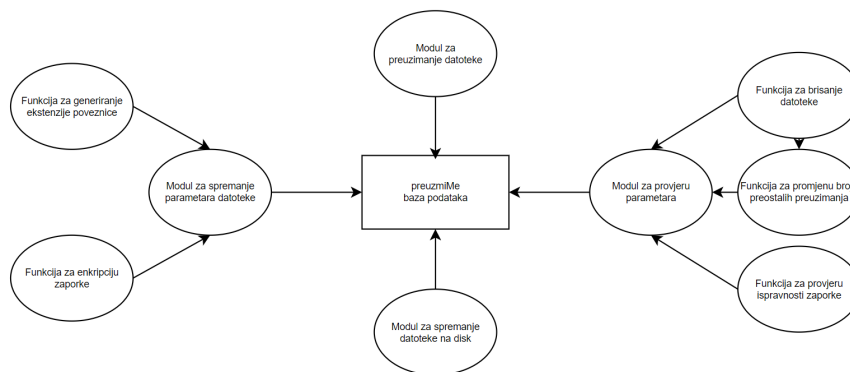 Modul za
preuzimanje datoteke
Funkcija za generiranje
ekstenzije poveznice
Funkcija za brisanje
datoteke
Modul za spremanje
parametara datoteke
preuzmiMe
baza podataka
Modul za provjeru
parametara
Funkcija za promjenu bro
preostalih preuzimanja
Funkcija za enkripciju
zaporke
Funkcija za provjeru
ispravnosti zaporke
Modul za spremanje
datoteke na disk